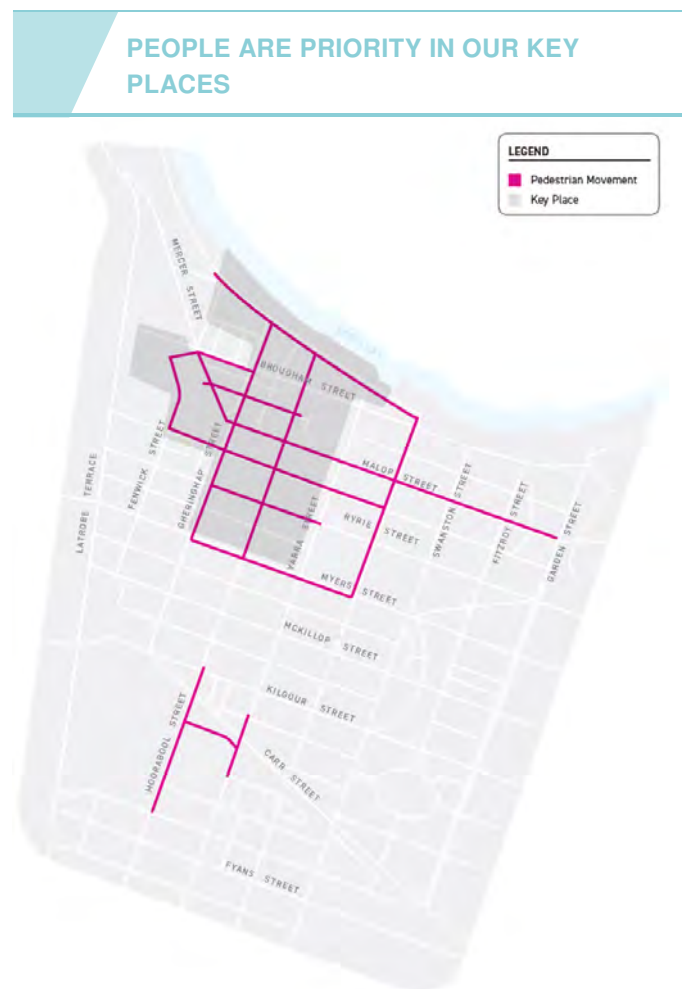 PEOPLE ARE PRIORITY IN OUR KEY
PLACES
LEGEND
Pedestrian Movement
Key Place
MERCER STREET
BROUGHAM STREET
MALOP STREET
LATROBE TERRACE
FENWICK STREET
GHERINGHAP STREET
YARRA STREET
RYRIE STREET
SWANSTON STREET
FITZROY STREET
GARDEN STREET
MYERS STREET
MCKILLOP STREET
KILGOUR STREET
MOORABOOL STREET
CARR STREET
FYANS STREET